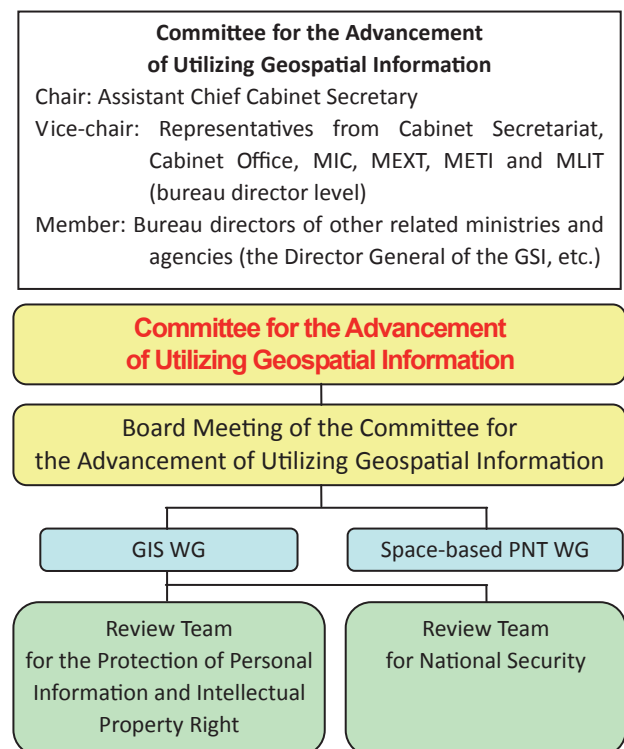 Committee for the Advancement
of Utilizing Geospatial Information
Chair: Assistant Chief Cabinet Secretary
Vice-chair: Representatives from Cabinet Secretariat,
Cabinet Office, MIC, MEXT, METI and MLIT
(bureau director level)
Member: Bureau directors of other related ministries and
agencies (the Director General of the GSI, etc.)
Committee for the Advancement
of Utilizing Geospatial Information
Board Meeting of the Committee for
the Advancement of Utilizing Geospatial Information
GIS WG
Space-based PNT WG
Review Team
for the Protection of Personal
Information and Intellectual
Property Right
Review Team
for National Security